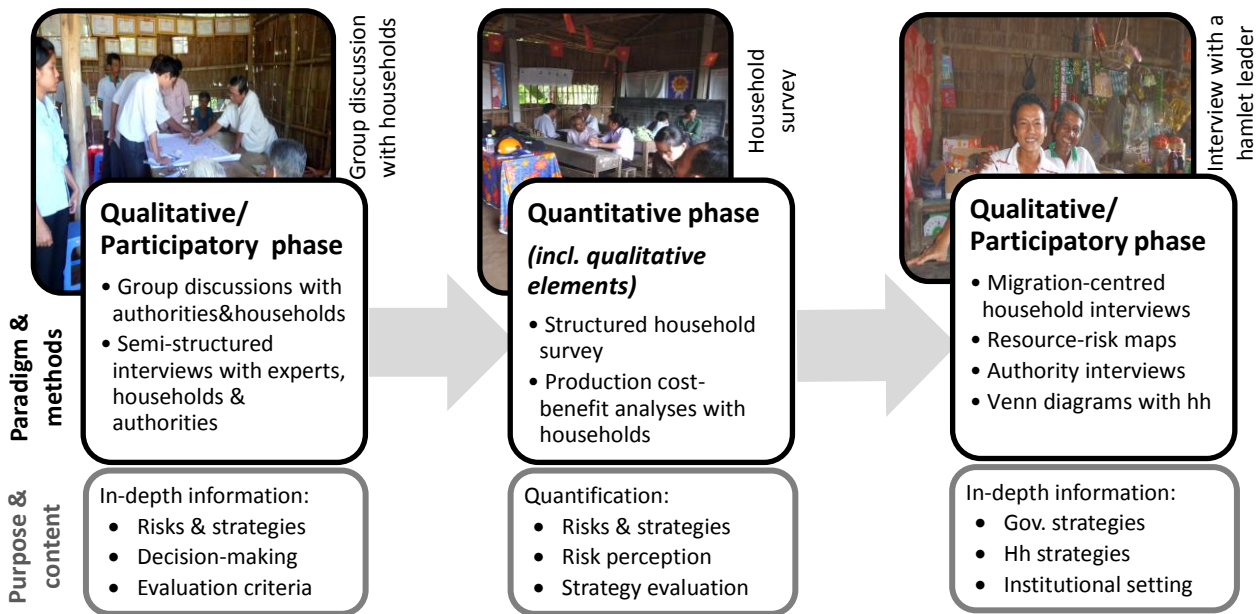 Group discussion
with households
Household
survey
Interview with a
hamlet leader
Paradigm &
methods
Qualitative/
Participatory phase
• Group discussions with
authorities&households
• Semi-structured
interviews with experts,
households &
authorities
Quantitative phase
(incl. qualitative
elements)
• Structured household
survey
• Production cost-
benefit analyses with
households
Qualitative/
Participatory phase
• Migration-centred
household interviews
• Resource-risk maps
• Authority interviews
• Venn diagrams with hh
Purpose &
content
In-depth information:
• Risks & strategies
• Decision-making
• Evaluation criteria
Quantification:
• Risks & strategies
• Risk perception
• Strategy evaluation
In-depth information:
• Gov. strategies
• Hh strategies
• Institutional setting